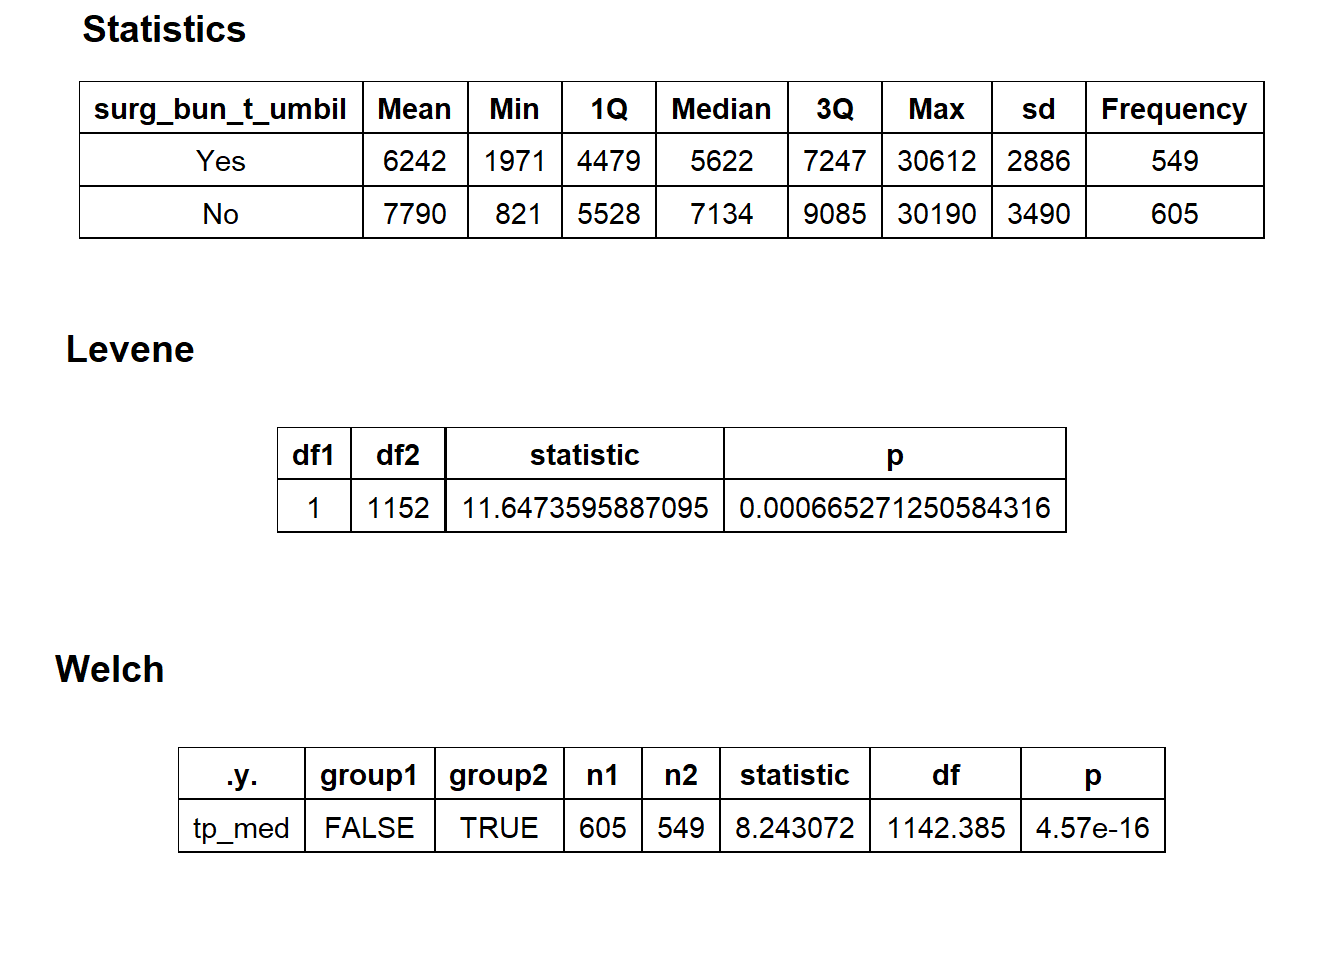 Statistics
surg_bun_t_umbil Mean Min 1Q Median 3Q Max sd Frequency
Yes 6242 1971 4479 5622 7247 30612 2886 549
No 7790 821 5528 7134 9085 30190 3490 605
Levene
df1 df2 statistic p
1 1152 11.6473595887095 0.000665271250584316
Welch
.y. group1 group2 n1 n2 statistic df p
tp_med FALSE TRUE 605 549 8.243072 1142.385 4.57e-16